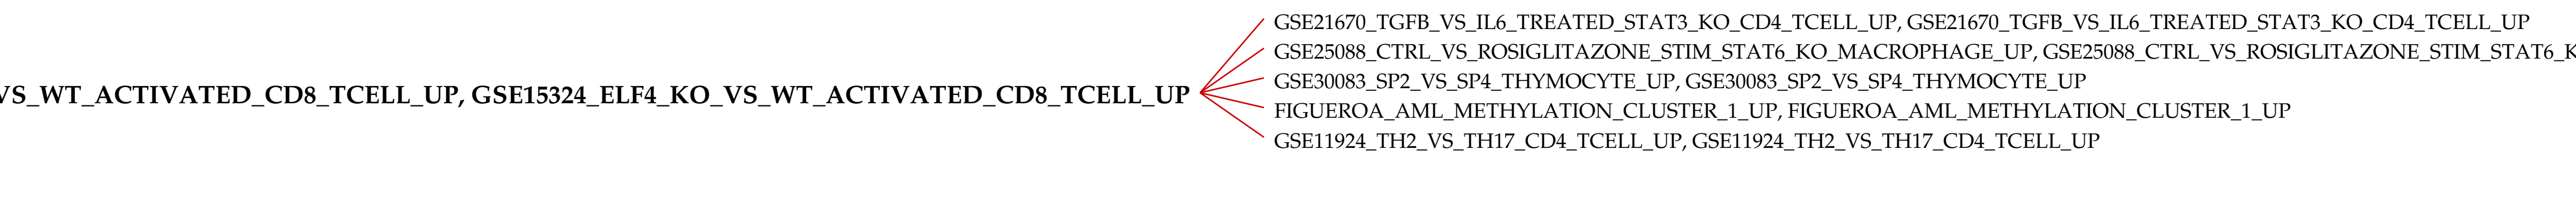 GSE21670_TGFB_VS_IL6_TREATED_STAT3_KO_CD4_TCELL_UP, GSE21670_TGFB_VS_IL6_TREATED_STAT3_KO_CD4_TCELL_UP
GSE25088_CTRL_VS_ROSIGLITAZONE_STIM_STAT6_KO_MACROPHAGE_UP, GSE25088_CTRL_VS_ROSIGLITAZONE_STIM_STAT6_K
GSE30083_SP2_VS_SP4_THYMOCYTE_UP, GSE30083_SP2_VS_SP4_THYMOCYTE_UP
VS_WT_ACTIVATED_CD8_TCELL_UP, GSE15324_ELF4_KO_VS_WT_ACTIVATED_CD8_TCELL_UP
FIGUEROA_AML_METHYLATION_CLUSTER_1_UP, FIGUEROA_AML_METHYLATION_CLUSTER_1_UP
GSE11924_TH2_VS_TH17_CD4_TCELL_UP, GSE11924_TH2_VS_TH17_CD4_TCELL_UP